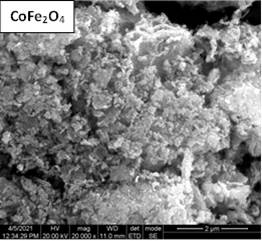 CoFe₂O₄
4/5/2021 HV mag WD det mode
12:34:29 PM 20.00 kV 20,000 x 11.0 mm ETD SE 2 µm